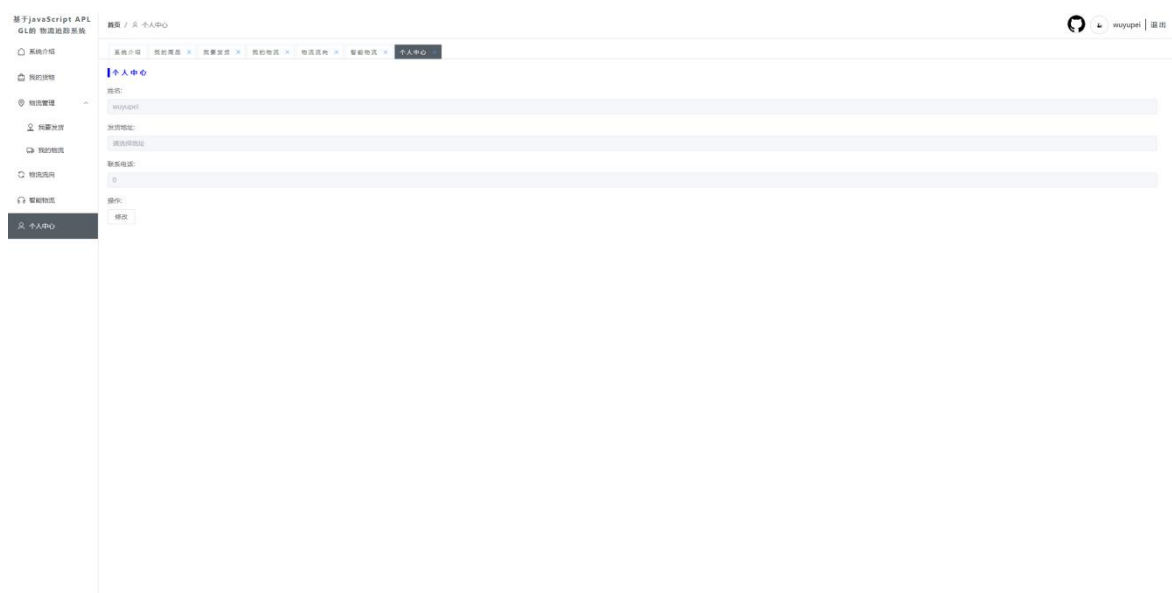 基于javaScript APL
GL的 物流追踪系统
首页 / 个人中心
wuyupei | 退出
系统介绍
我的货物
物流管理
我要发货
我的物流
物流流向
智能物流
个人中心
系统介绍 我的商品 × 我要发货 × 我的物流 × 物流流向 × 智能物流 × 个人中心 ×
个人中心
姓名:
wuyupei
发货地址:
请选择地址
联系电话:
0
操作:
修改